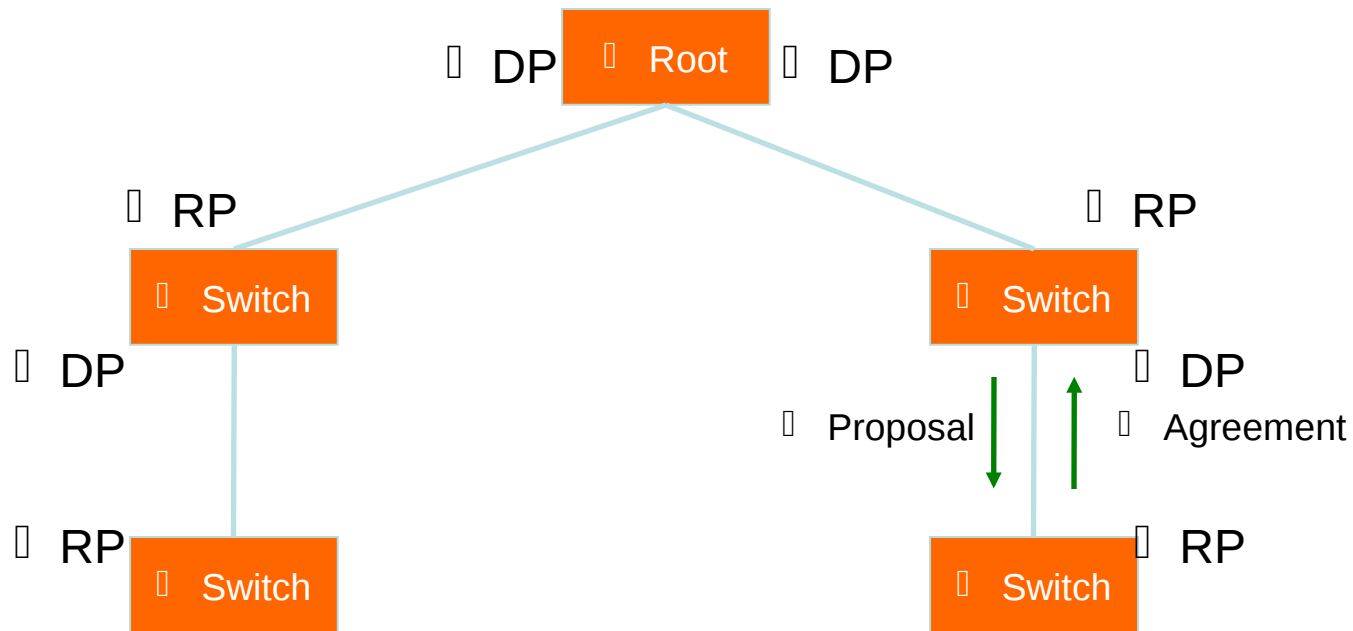 DP
Root
DP
RP
RP
Switch
Switch
DP
DP
Proposal
Agreement
RP
RP
Switch
Switch